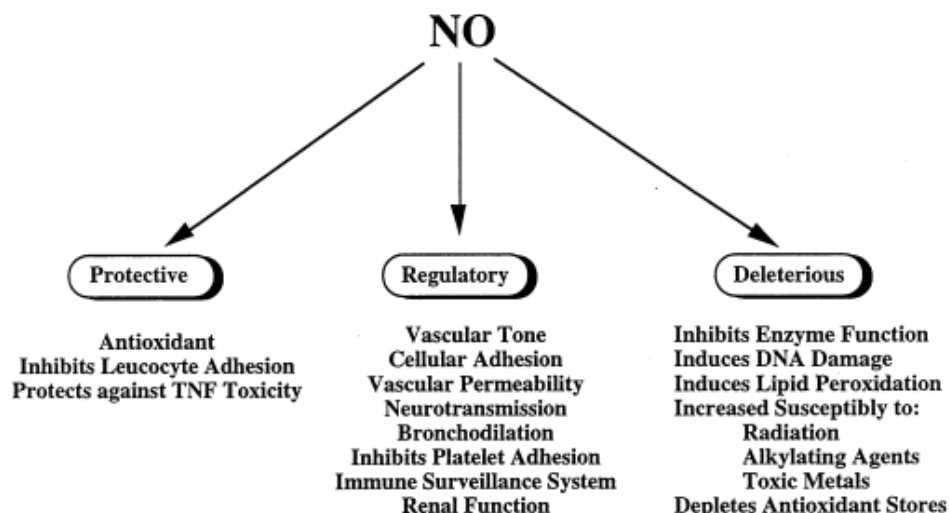 NO
Protective
Antioxidant
Inhibits Leucocyte Adhesion
Protects against TNF Toxicity
Regulatory
Vascular Tone
Cellular Adhesion
Vascular Permeability
Neurotransmission
Bronchodilation
Inhibits Platelet Adhesion
Immune Surveillance System
Renal Function
Deleterious
Inhibits Enzyme Function
Induces DNA Damage
Induces Lipid Peroxidation
Increased Susceptibly to:
Radiation
Alkylating Agents
Toxic Metals
Depletes Antioxidant Stores